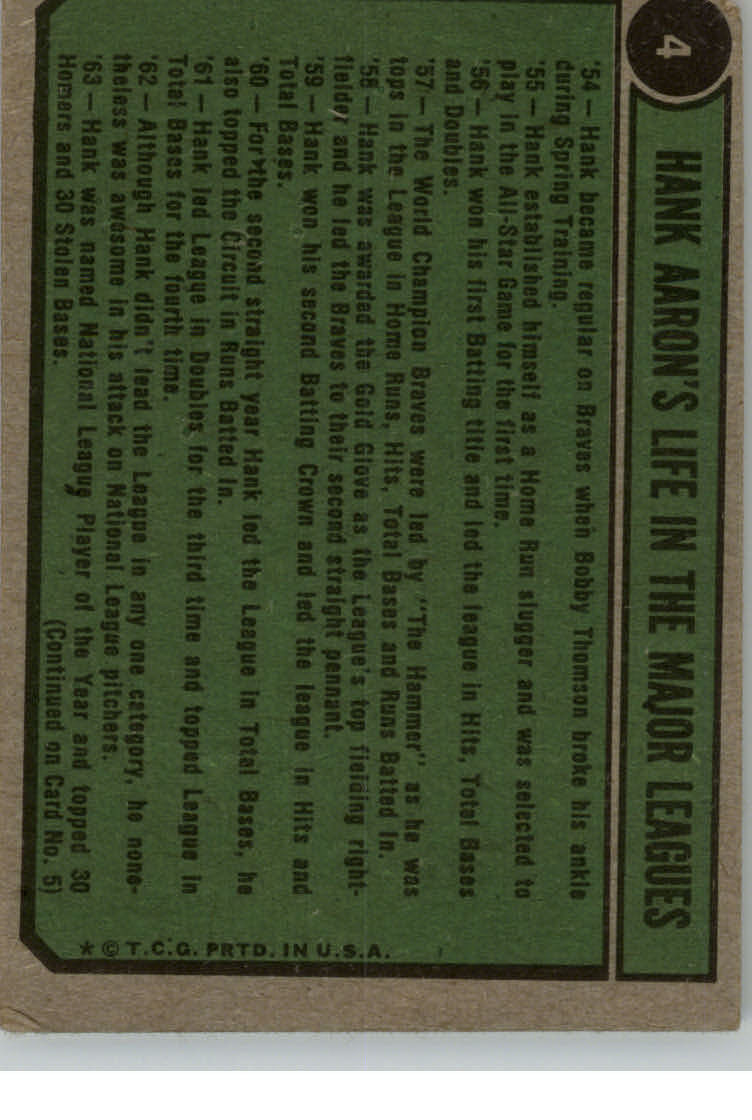 4
HANK AARON'S LIFE IN THE MAJOR LEAGUES
'54 — Hank became regular on Braves when Bobby Thomson broke his ankle
during Spring Training.
'55 — Hank established himself as a Home Run slugger and was selected to
play in the All-Star Game for the first time.
'56 — Hank won his first Batting title and led the league in Hits, Total Bases
and Doubles.
'57 — The World Champion Braves were led by "The Hammer" as he was
tops in the League in Home Runs, Hits, Total Bases and Runs Batted In.
'58 — Hank was awarded the Gold Glove as the League's top fielding right-
fielder and he led the Braves to their second straight pennant.
'59 — Hank won his second Batting Crown and led the league in Hits and
Total Bases.
'60 — For the second straight year Hank led the League in Total Bases, he
also topped the Circuit in Runs Batted In.
'61 — Hank led League in Doubles for the third time and topped League in
Total Bases for the fourth time.
'62 — Although Hank didn't lead the League in any one category, he none-
theless was awesome in his attack on National League pitchers.
'63 — Hank was named National League Player of the Year and topped 30
Homers and 30 Stolen Bases.
(Continued on Card No. 5)
* © T.C.G. PRTD. IN U.S.A.